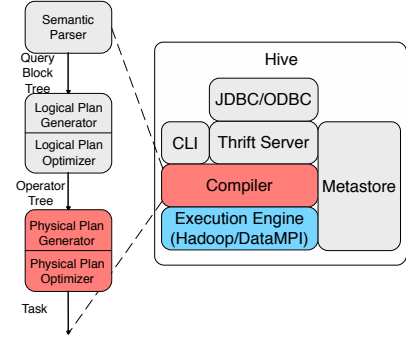 Semantic
Parser
Query
Block
Tree
Logical Plan
Generator
Logical Plan
Optimizer
Operator
Tree
Physical Plan
Generator
Physical Plan
Optimizer
Task
Hive
JDBC/ODBC
CLI
Thrift Server
Compiler
Metastore
Execution Engine
(Hadoop/DataMPI)